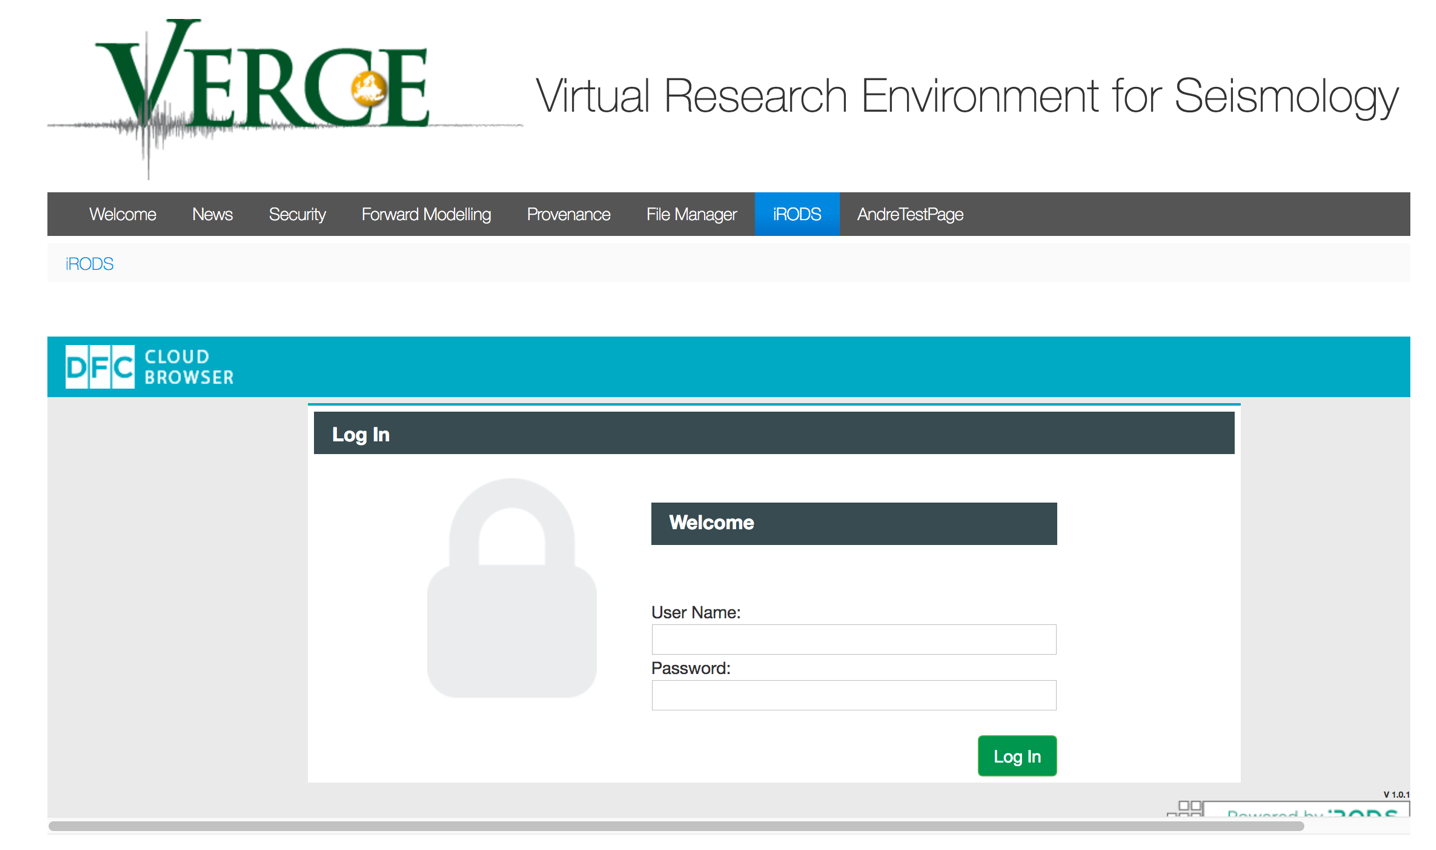 VERCE
Virtual Research Environment for Seismology
Welcome News Security Forward Modelling Provenance File Manager iRODS AndreTestPage
iRODS
DFC CLOUD
BROWSER
Log In
Welcome
User Name:
Password:
Log In
V 1.0.1
Powered by iRODS